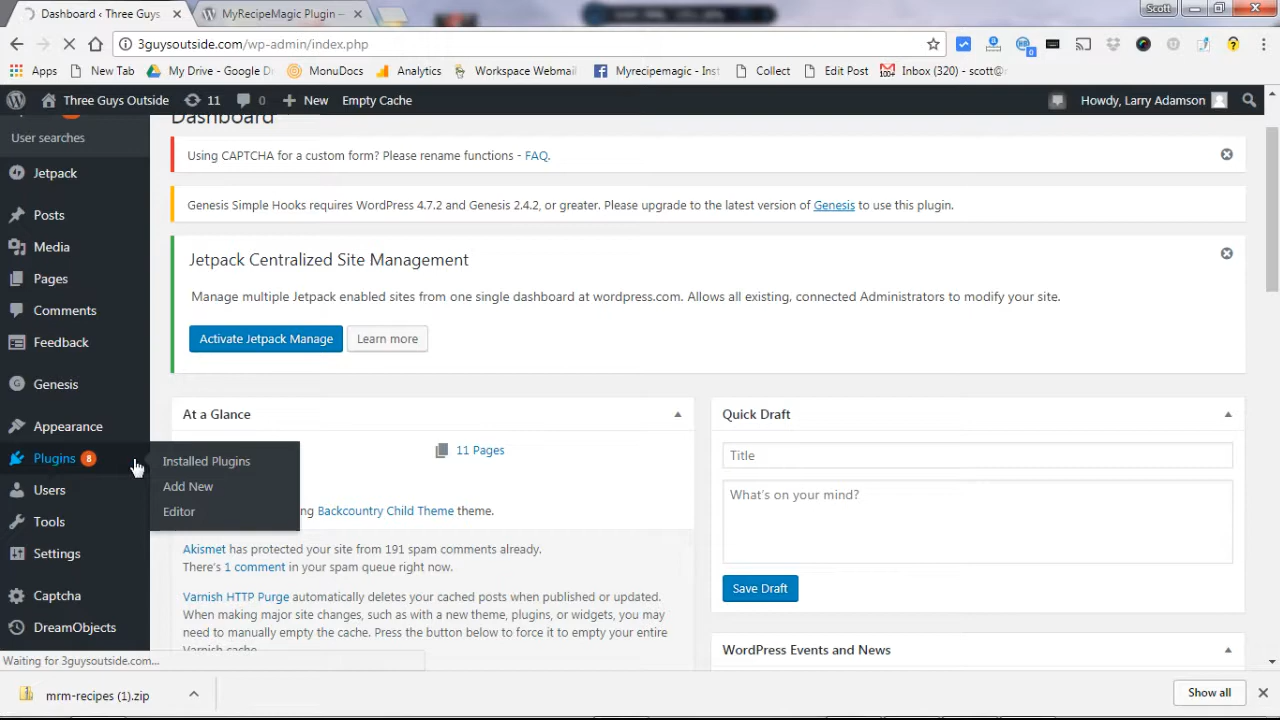 Dashboard ‹ Three Guys
MyRecipeMagic Plugin —
Scott
3guysoutside.com/wp-admin/index.php
Apps
New Tab
My Drive - Google D
MonuDocs
Analytics
Workspace Webmai
Myrecipemagic - Inst
Collect
Edit Post
Inbox (320) - scott@
Three Guys Outside
11
0
New
Empty Cache
Howdy, Larry Adamson
Dashboard
User searches
Jetpack
Posts
Media
Pages
Comments
Feedback
Genesis
Appearance
Plugins 8
Users
Tools
Settings
Captcha
DreamObjects
Installed Plugins
Add New
Editor
Using CAPTCHA for a custom form? Please rename functions - FAQ.
Genesis Simple Hooks requires WordPress 4.7.2 and Genesis 2.4.2, or greater. Please upgrade to the latest version of Genesis to use this plugin.
Jetpack Centralized Site Management
Manage multiple Jetpack enabled sites from one single dashboard at wordpress.com. Allows all existing, connected Administrators to modify your site.
Activate Jetpack Manage
Learn more
At a Glance
11 Pages
ng Backcountry Child Theme theme.
Akismet has protected your site from 191 spam comments already.
There's 1 comment in your spam queue right now.
Varnish HTTP Purge automatically deletes your cached posts when published or updated.
When making major site changes, such as with a new theme, plugins, or widgets, you may
need to manually empty the cache. Press the button below to force it to empty your entire
Varnish cache.
Quick Draft
Title
What's on your mind?
Save Draft
WordPress Events and News
Waiting for 3guysoutside.com...
mrm-recipes (1).zip
Show all